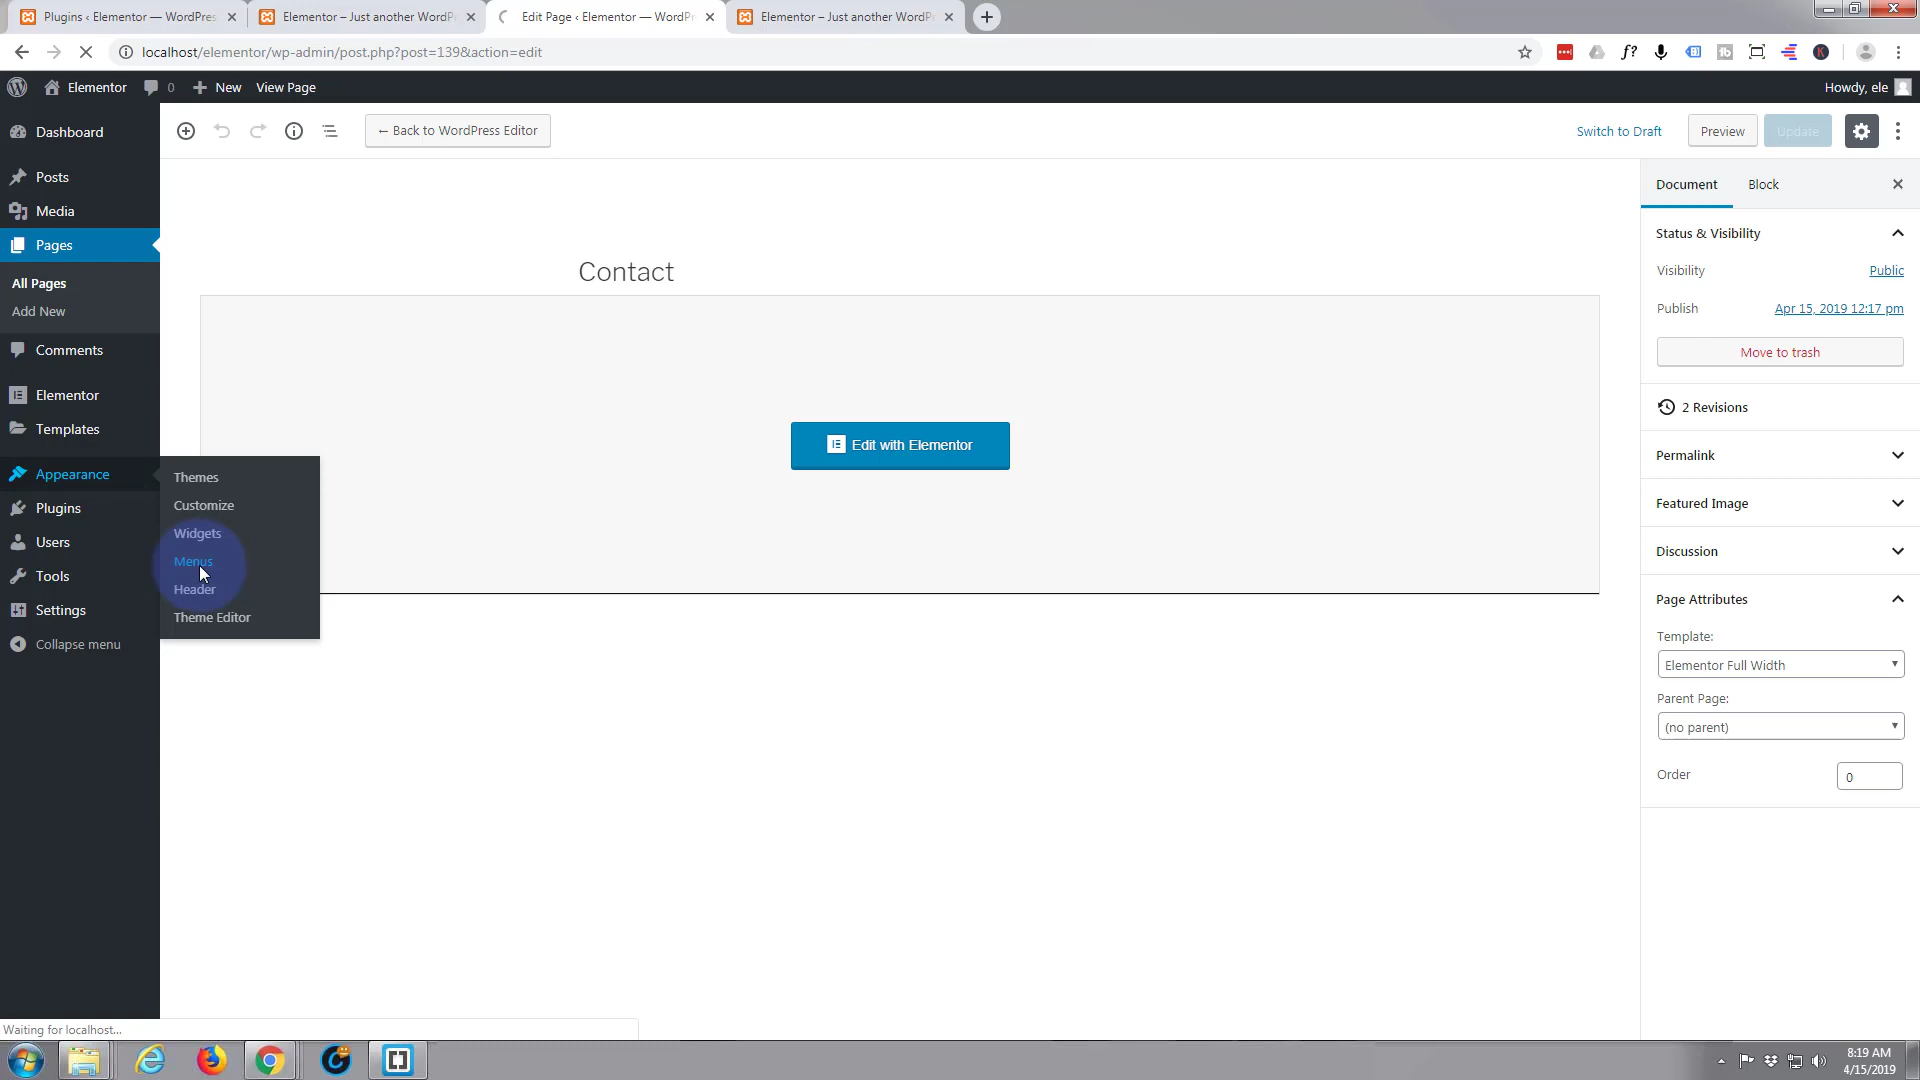 Plugins ‹ Elementor — WordPres
Elementor – Just another WordPr
Edit Page ‹ Elementor — WordPr
Elementor – Just another WordPr
localhost/elementor/wp-admin/post.php?post=139&action=edit
f?
tb
K
Elementor
0
New
View Page
Howdy, ele
Dashboard
Posts
Media
Pages
All Pages
Add New
Comments
Elementor
Templates
Appearance
Plugins
Users
Tools
Settings
Collapse menu
Themes
Customize
Widgets
Menus
Header
Theme Editor
← Back to WordPress Editor
Switch to Draft
Preview
Update
Contact
Edit with Elementor
Document
Block
Status & Visibility
Visibility
Public
Publish
Apr 15, 2019 12:17 pm
Move to trash
2 Revisions
Permalink
Featured Image
Discussion
Page Attributes
Template:
Elementor Full Width
Parent Page:
(no parent)
Order
0
Waiting for localhost...
8:19 AM
4/15/2019